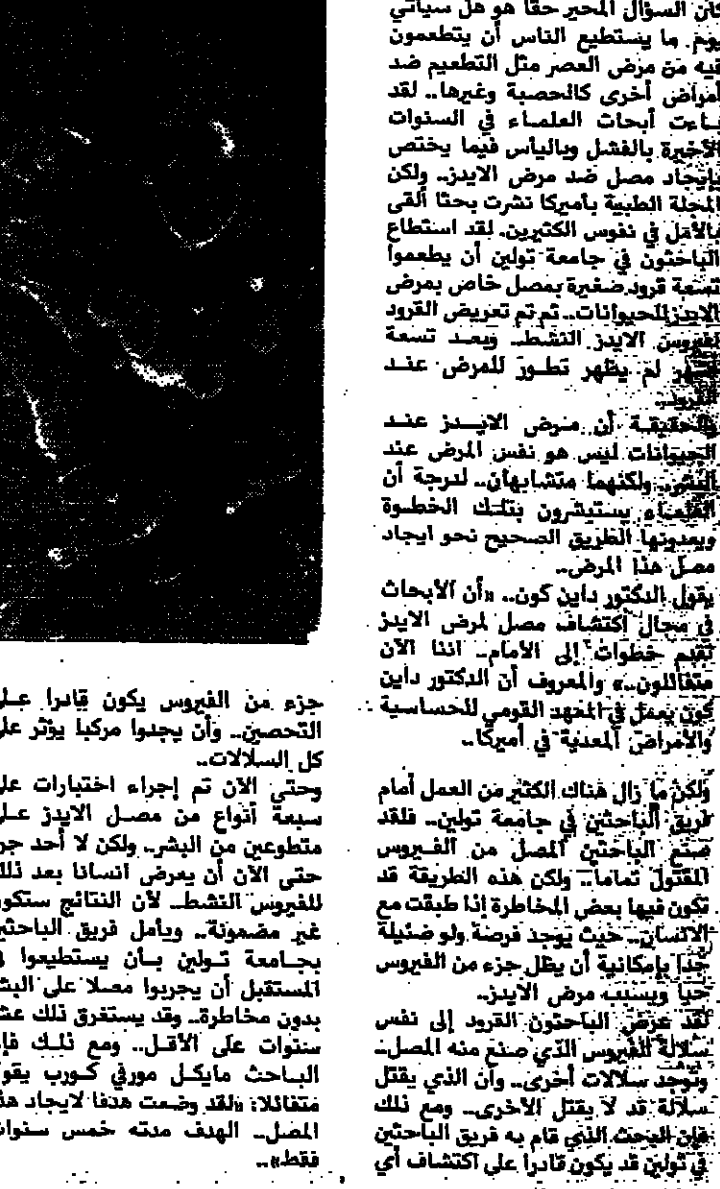 كان السؤال المحير حقا هو هل سيأتي
يوم ما يستطيع الناس أن يتطعمون
فيه من مرض العصر مثل التطعيم ضد
أمراض أخرى كالحصبة وغيرها.. لقد
باءت أبحاث العلماء في السنوات
الأخيرة بالفشل وباليأس فيما يختص
بإيجاد مصل ضد مرض الايدز.. ولكن
المجلة الطبية بأميركا نشرت بحثا ألقى
بالأمل في نفوس الكثيرين. لقد استطاع
الباحثون في جامعة تولين أن يطعموا
تسعة قرود صغيرة بمصل خاص بمرض
الايدز للحيوانات.. ثم تم تعريض القرود
لفيروس الايدز النشط.. وبعد تسعة
أشهر لم يظهر تطور للمرض عند
القرود..
والحقيقة أن مرض الايدز عند
الحيوانات ليس هو نفس المرض عند
البشر.. ولكنهما متشابهان.. لدرجة أن
العلماء يستبشرون بتلك الخطوة
ويعدونها الطريق الصحيح نحو ايجاد
مصل هذا المرض..
يقول الدكتور داين كون.. «أن الأبحاث
في مجال اكتشاف مصل لمرض الايدز
تقدم خطوات إلى الأمام.. اننا الآن
متفائلون..» والمعروف أن الدكتور داين
كون يعمل في المعهد القومي للحساسية
والأمراض المعدية في أميركا..
ولكن ما زال هناك الكثير من العمل أمام
فريق الباحثين في جامعة تولين.. فلقد
صنع الباحثين المصل من الفيروس
المقتول تماما.. ولكن هذه الطريقة قد
تكون فيها بعض المخاطرة إذا طبقت مع
الانسان.. حيث يوجد فرصة ولو ضئيلة
جدا بإمكانية أن يظل جزء من الفيروس
حيا ويسبب مرض الايدز..
لقد عرض الباحثون القرود إلى نفس
سلالة الفيروس الذي صنع منه المصل..
وتوجد سلالات أخرى.. وأن الذي يقتل
سلالة قد لا يقتل الأخرى.. ومع ذلك
فإن البحث الذي قام به فريق الباحثين
في تولين قد يكون قادرا على اكتشاف أي
جزء من الفيروس يكون قادرا على
التحصين.. وأن يجدوا مركبا يؤثر على
كل السلالات..
وحتى الآن تم إجراء اختبارات على
سبعة أنواع من مصل الايدز على
متطوعين من البشر.. ولكن لا أحد جرؤ
حتى الآن أن يعرض انسانا بعد ذلك
للفيروس النشط.. لأن النتائج ستكون
غير مضمونة.. ويأمل فريق الباحثين
بجامعة تولين بأن يستطيعوا في
المستقبل أن يجربوا مصلا على البشر
بدون مخاطرة.. وقد يستغرق ذلك عشر
سنوات على الأقل.. ومع ذلك فإن
الباحث مايكل مورفي كورب يقول
متفائلا: «لقد وضعت هدفا لايجاد هذا
المصل.. الهدف مدته خمس سنوات
فقط»..